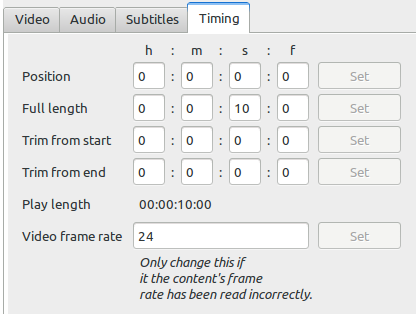 Video Audio Subtitles Timing
h : m : s : f
Position 0 : 0 : 0 : 0 Set
Full length 0 : 0 : 10 : 0 Set
Trim from start 0 : 0 : 0 : 0 Set
Trim from end 0 : 0 : 0 : 0 Set
Play length 00:00:10:00
Video frame rate 24 Set
Only change this if
it the content's frame
rate has been read incorrectly.